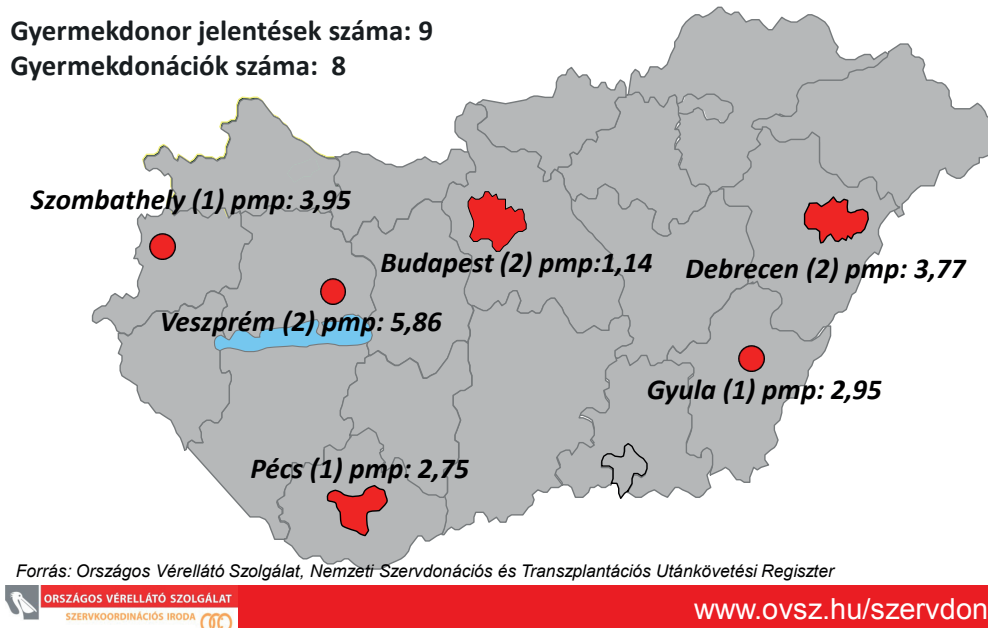 Gyermekdonor jelentések száma: 9
Gyermekdonációk száma: 8
Szombathely (1) pmp: 3,95
Budapest (2) pmp:1,14
Debrecen (2) pmp: 3,77
Veszprém (2) pmp: 5,86
Gyula (1) pmp: 2,95
Pécs (1) pmp: 2,75
Forrás: Országos Vérellátó Szolgálat, Nemzeti Szervdonációs és Transzplantációs Utánkövetési Regiszter
ORSZÁGOS VÉRELLÁTÓ SZOLGÁLAT
SZERVKOORDINÁCIÓS IRODA
www.ovsz.hu/szervdon